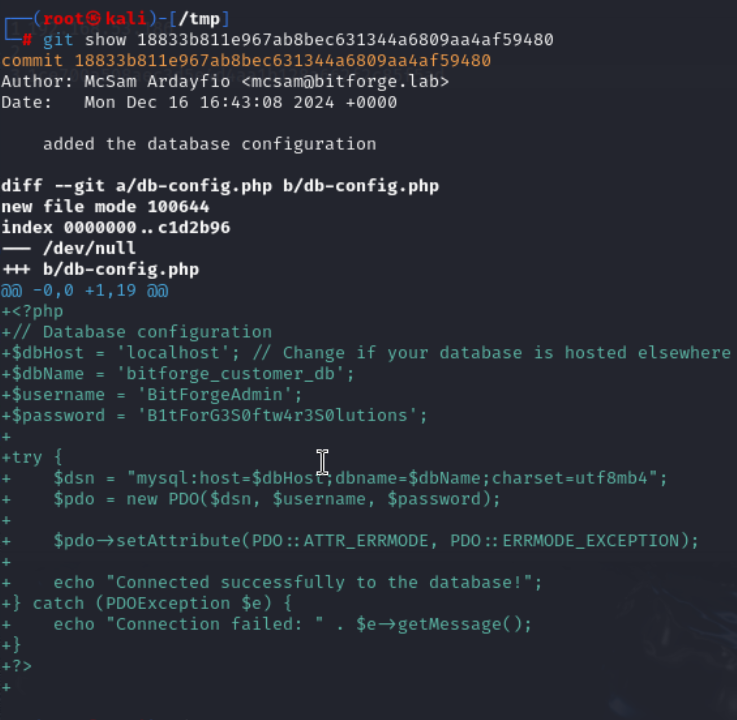 ┌──(root㉿kali)-[/tmp]
└─# git show 18833b811e967ab8bec631344a6809aa4af59480
commit 18833b811e967ab8bec631344a6809aa4af59480
Author: McSam Ardayfio <mcsam@bitforge.lab>
Date:   Mon Dec 16 16:43:08 2024 +0000

    added the database configuration

diff --git a/db-config.php b/db-config.php
new file mode 100644
index 0000000..c1d2b96
--- /dev/null
+++ b/db-config.php
@@ -0,0 +1,19 @@
+<?php
+// Database configuration
+$dbHost = 'localhost'; // Change if your database is hosted elsewhere
+$dbName = 'bitforge_customer_db';
+$username = 'BitForgeAdmin';
+$password = 'B1tForG3S0ftw4r3S0lutions';
+
+try {
+    $dsn = "mysql:host=$dbHost;dbname=$dbName;charset=utf8mb4";
+    $pdo = new PDO($dsn, $username, $password);
+
+    $pdo->setAttribute(PDO::ATTR_ERRMODE, PDO::ERRMODE_EXCEPTION);
+
+    echo "Connected successfully to the database!";
+} catch (PDOException $e) {
+    echo "Connection failed: " . $e->getMessage();
+}
+?>
+